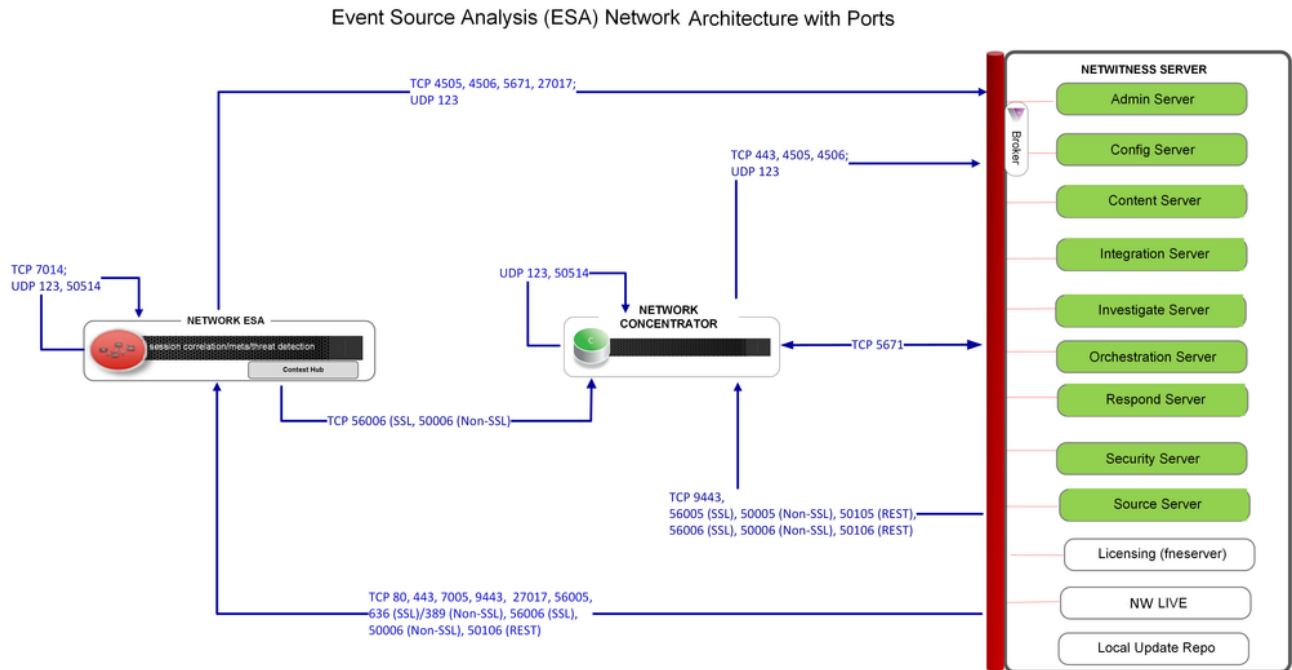 Event Source Analysis (ESA) Network Architecture with Ports
TCP 4505, 4506, 5671, 27017;
UDP 123
TCP 443, 4505, 4506;
UDP 123
TCP 7014;
UDP 123, 50514
NETWORK ESA
session correlation/meta/threat detection
Context Hub
UDP 123, 50514
NETWORK
CONCENTRATOR
C
TCP 5671
TCP 56006 (SSL, 50006 (Non-SSL)
TCP 9443,
56005 (SSL), 50005 (Non-SSL), 50105 (REST),
56006 (SSL), 50006 (Non-SSL), 50106 (REST)
TCP 80, 443, 7005, 9443, 27017, 56005,
636 (SSL)/389 (Non-SSL), 56006 (SSL),
50006 (Non-SSL), 50106 (REST)
NETWITNESS SERVER
Broker
Admin Server
Config Server
Content Server
Integration Server
Investigate Server
Orchestration Server
Respond Server
Security Server
Source Server
Licensing (fneserver)
NW LIVE
Local Update Repo